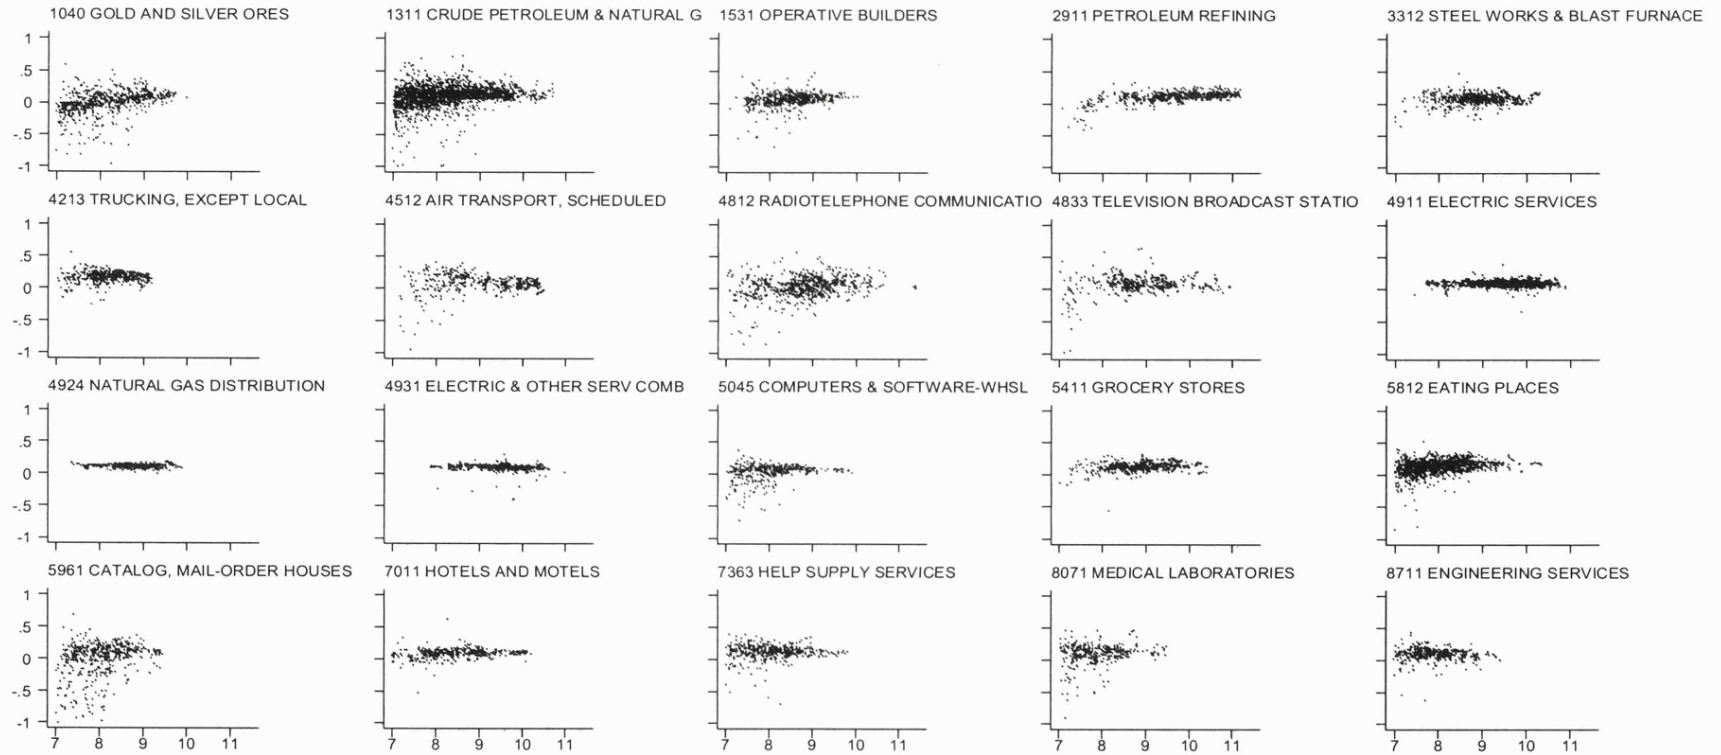 1040 GOLD AND SILVER ORES
1311 CRUDE PETROLEUM & NATURAL G
1531 OPERATIVE BUILDERS
2911 PETROLEUM REFINING
3312 STEEL WORKS & BLAST FURNACE
1
.5
0
-.5
-1
4213 TRUCKING, EXCEPT LOCAL
4512 AIR TRANSPORT, SCHEDULED
4812 RADIOTELEPHONE COMMUNICATIO
4833 TELEVISION BROADCAST STATIO
4911 ELECTRIC SERVICES
1
.5
0
-.5
-1
4924 NATURAL GAS DISTRIBUTION
4931 ELECTRIC & OTHER SERV COMB
5045 COMPUTERS & SOFTWARE-WHSL
5411 GROCERY STORES
5812 EATING PLACES
1
.5
0
-.5
-1
5961 CATALOG, MAIL-ORDER HOUSES
7011 HOTELS AND MOTELS
7363 HELP SUPPLY SERVICES
8071 MEDICAL LABORATORIES
8711 ENGINEERING SERVICES
1
.5
0
-.5
-1
7 8 9 10 11
7 8 9 10 11
7 8 9 10 11
7 8 9 10 11
7 8 9 10 11